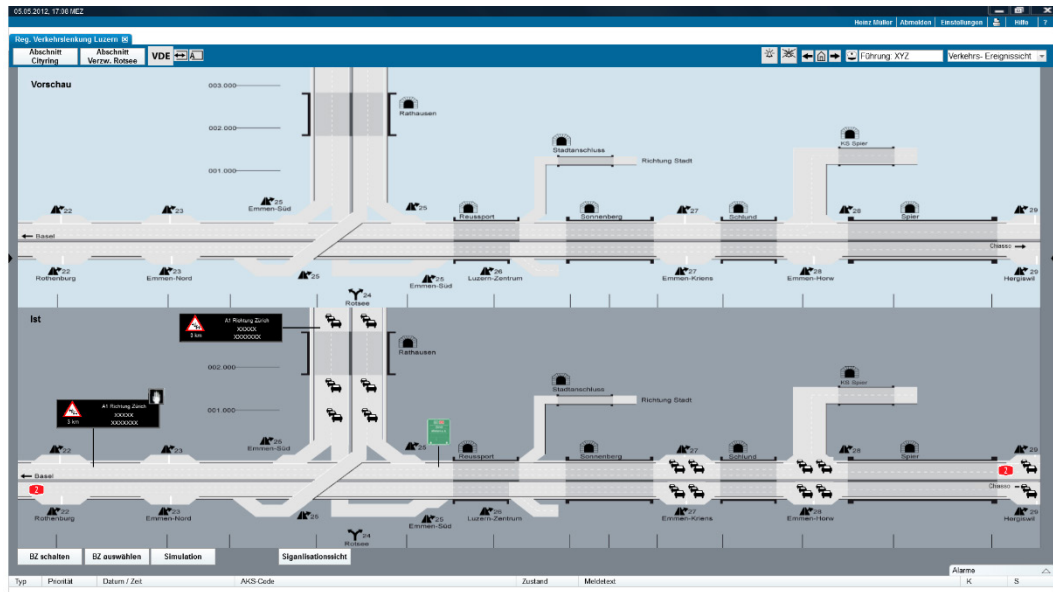 05.05.2012, 17:08 MEZ
Heinz Müller | Abmelden | Einstellungen | Hilfe | ?
Reg. Verkehrslenkung Luzern
Abschnitt Cityring
Abschnitt Verzw. Rotsee
VDE
A
Führung: XYZ
Verkehrs- Ereignissicht
Vorschau
003.000
Rathausen
002.000
Stadtanschluss
KS Spier
001.000
Richtung Stadt
22
23
25
Emmen-Süd
25
Reussport
Sonnenberg
27
Schlund
28
Spier
29
Basel
Chiasso
22
Rothenburg
23
Emmen-Nord
25
25
Emmen-Süd
26
Luzern-Zentrum
27
Emmen-Kriens
28
Emmen-Horw
29
Hergiswil
24
Rotsee
Ist
A1 Richtung Zürich
XXXXX
XXXXXXX
3 km
Rathausen
002.000
KS Spier
Stadtanschluss
Richtung Stadt
A1 Richtung Zürich
XXXXX
XXXXXXX
3 km
001.000
22
23
25
Emmen-Süd
25
Reussport
Sonnenberg
27
Schlund
28
Spier
29
Basel
2
2
Chiasso
22
Rothenburg
23
Emmen-Nord
25
25
Emmen-Süd
26
Luzern-Zentrum
27
Emmen-Kriens
28
Emmen-Horw
29
Hergiswil
24
Rotsee
BZ schalten
BZ auswählen
Simulation
Siganlisationssicht
Alarme
Typ
Priorität
Datum / Zeit
AKS-Code
Zustand
Meldetext
K
S